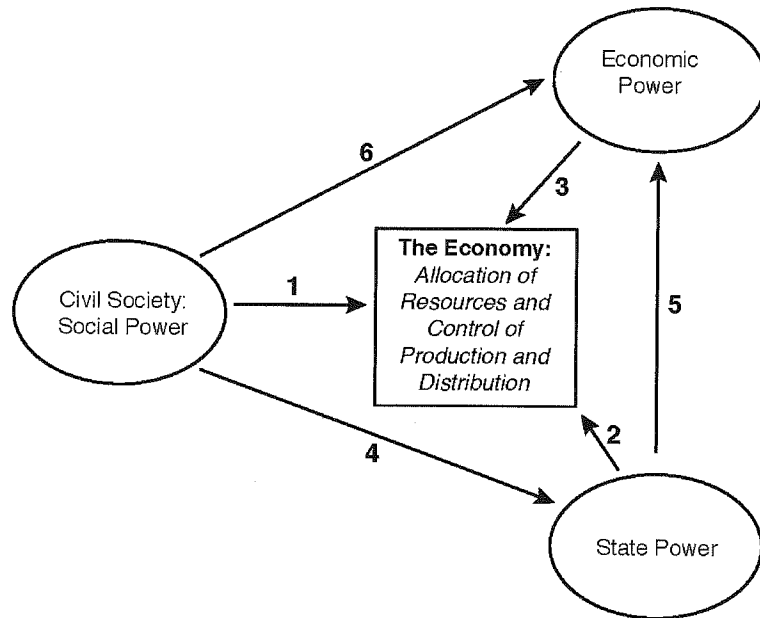 Economic
Power
6
3
The Economy:
Allocation of
Resources and
Control of
Production and
Distribution
1
Civil Society:
Social Power
5
4
2
State Power